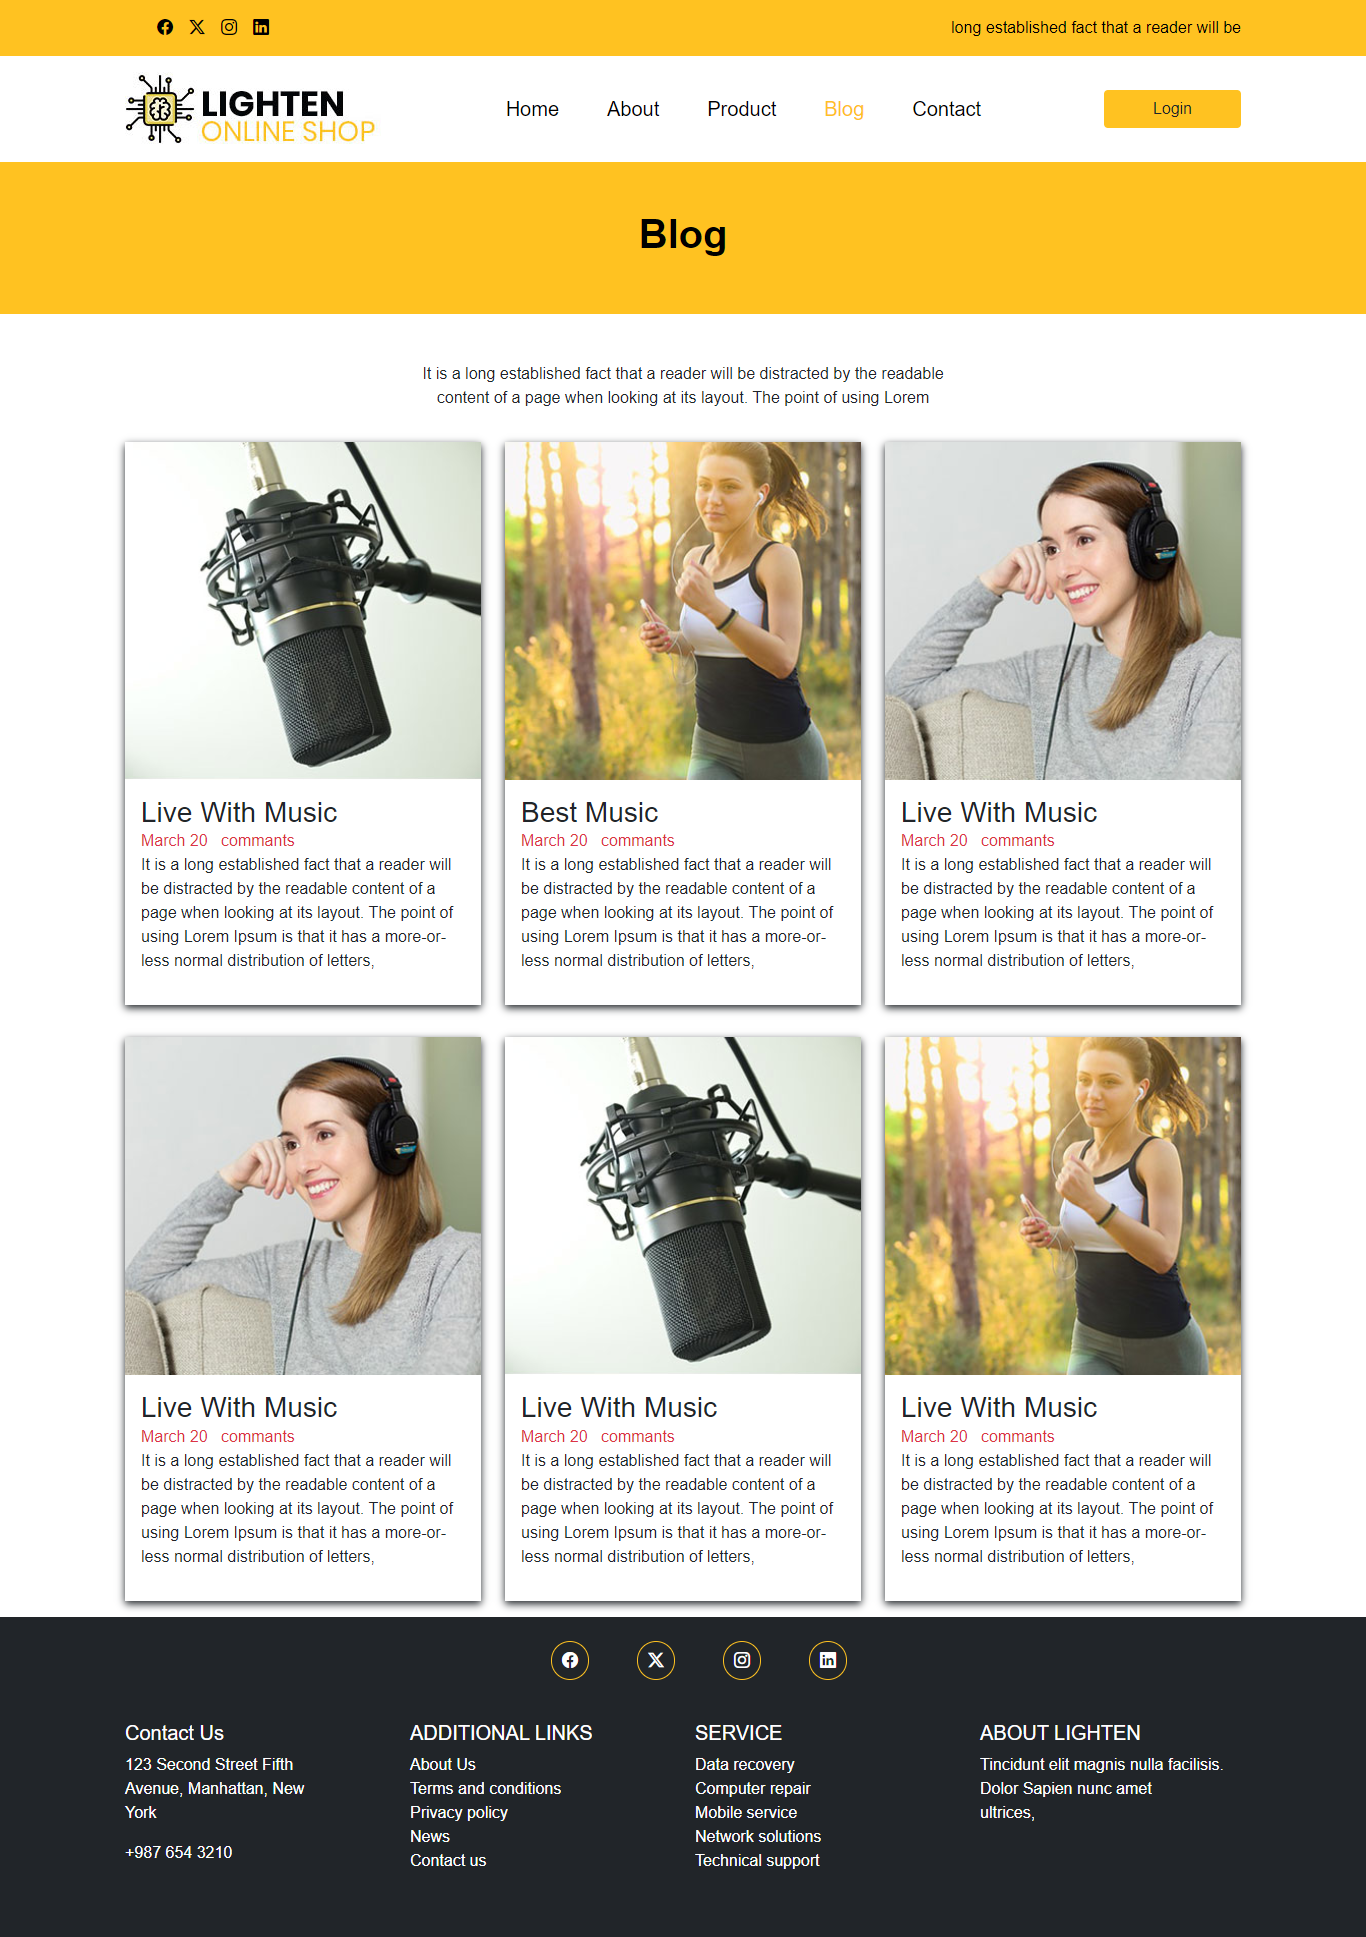 long established fact that a reader will be
LIGHTEN
ONLINE SHOP
Home About Product Blog Contact
Login
Blog
It is a long established fact that a reader will be distracted by the readable
content of a page when looking at its layout. The point of using Lorem
Live With Music
March 20 commants
It is a long established fact that a reader will
be distracted by the readable content of a
page when looking at its layout. The point of
using Lorem Ipsum is that it has a more-or-
less normal distribution of letters,
Best Music
March 20 commants
It is a long established fact that a reader will
be distracted by the readable content of a
page when looking at its layout. The point of
using Lorem Ipsum is that it has a more-or-
less normal distribution of letters,
Live With Music
March 20 commants
It is a long established fact that a reader will
be distracted by the readable content of a
page when looking at its layout. The point of
using Lorem Ipsum is that it has a more-or-
less normal distribution of letters,
Live With Music
March 20 commants
It is a long established fact that a reader will
be distracted by the readable content of a
page when looking at its layout. The point of
using Lorem Ipsum is that it has a more-or-
less normal distribution of letters,
Live With Music
March 20 commants
It is a long established fact that a reader will
be distracted by the readable content of a
page when looking at its layout. The point of
using Lorem Ipsum is that it has a more-or-
less normal distribution of letters,
Live With Music
March 20 commants
It is a long established fact that a reader will
be distracted by the readable content of a
page when looking at its layout. The point of
using Lorem Ipsum is that it has a more-or-
less normal distribution of letters,
Contact Us
123 Second Street Fifth
Avenue, Manhattan, New
York
+987 654 3210
ADDITIONAL LINKS
About Us
Terms and conditions
Privacy policy
News
Contact us
SERVICE
Data recovery
Computer repair
Mobile service
Network solutions
Technical support
ABOUT LIGHTEN
Tincidunt elit magnis nulla facilisis.
Dolor Sapien nunc amet
ultrices,